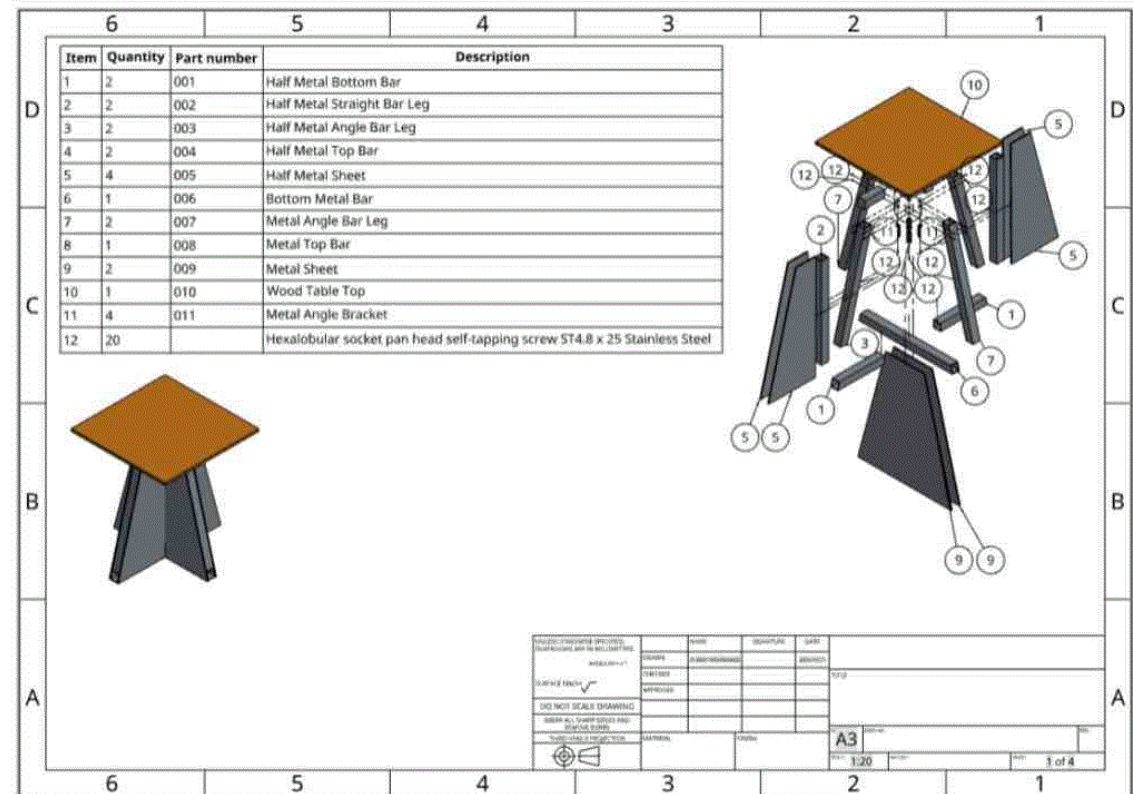 6 5 4 3 2 1
Item Quantity Part number Description
1 2 001 Half Metal Bottom Bar
2 2 002 Half Metal Straight Bar Leg
3 2 003 Half Metal Angle Bar Leg
4 2 004 Half Metal Top Bar
5 4 005 Half Metal Sheet
6 1 006 Bottom Metal Bar
7 2 007 Metal Angle Bar Leg
8 1 008 Metal Top Bar
9 2 009 Metal Sheet
10 1 010 Wood Table Top
11 4 011 Metal Angle Bracket
12 20 Hexalobular socket pan head self-tapping screw ST4.8 x 25 Stainless Steel
D D
C C
B B
A A
10
5
12 12 12
7 12
2 11 11
5
12 12
12 12
1
3 7
6
1
5 5
9 9
DO NOT SCALE DRAWING
A3
1:20
1 of 4
6 5 4 3 2 1